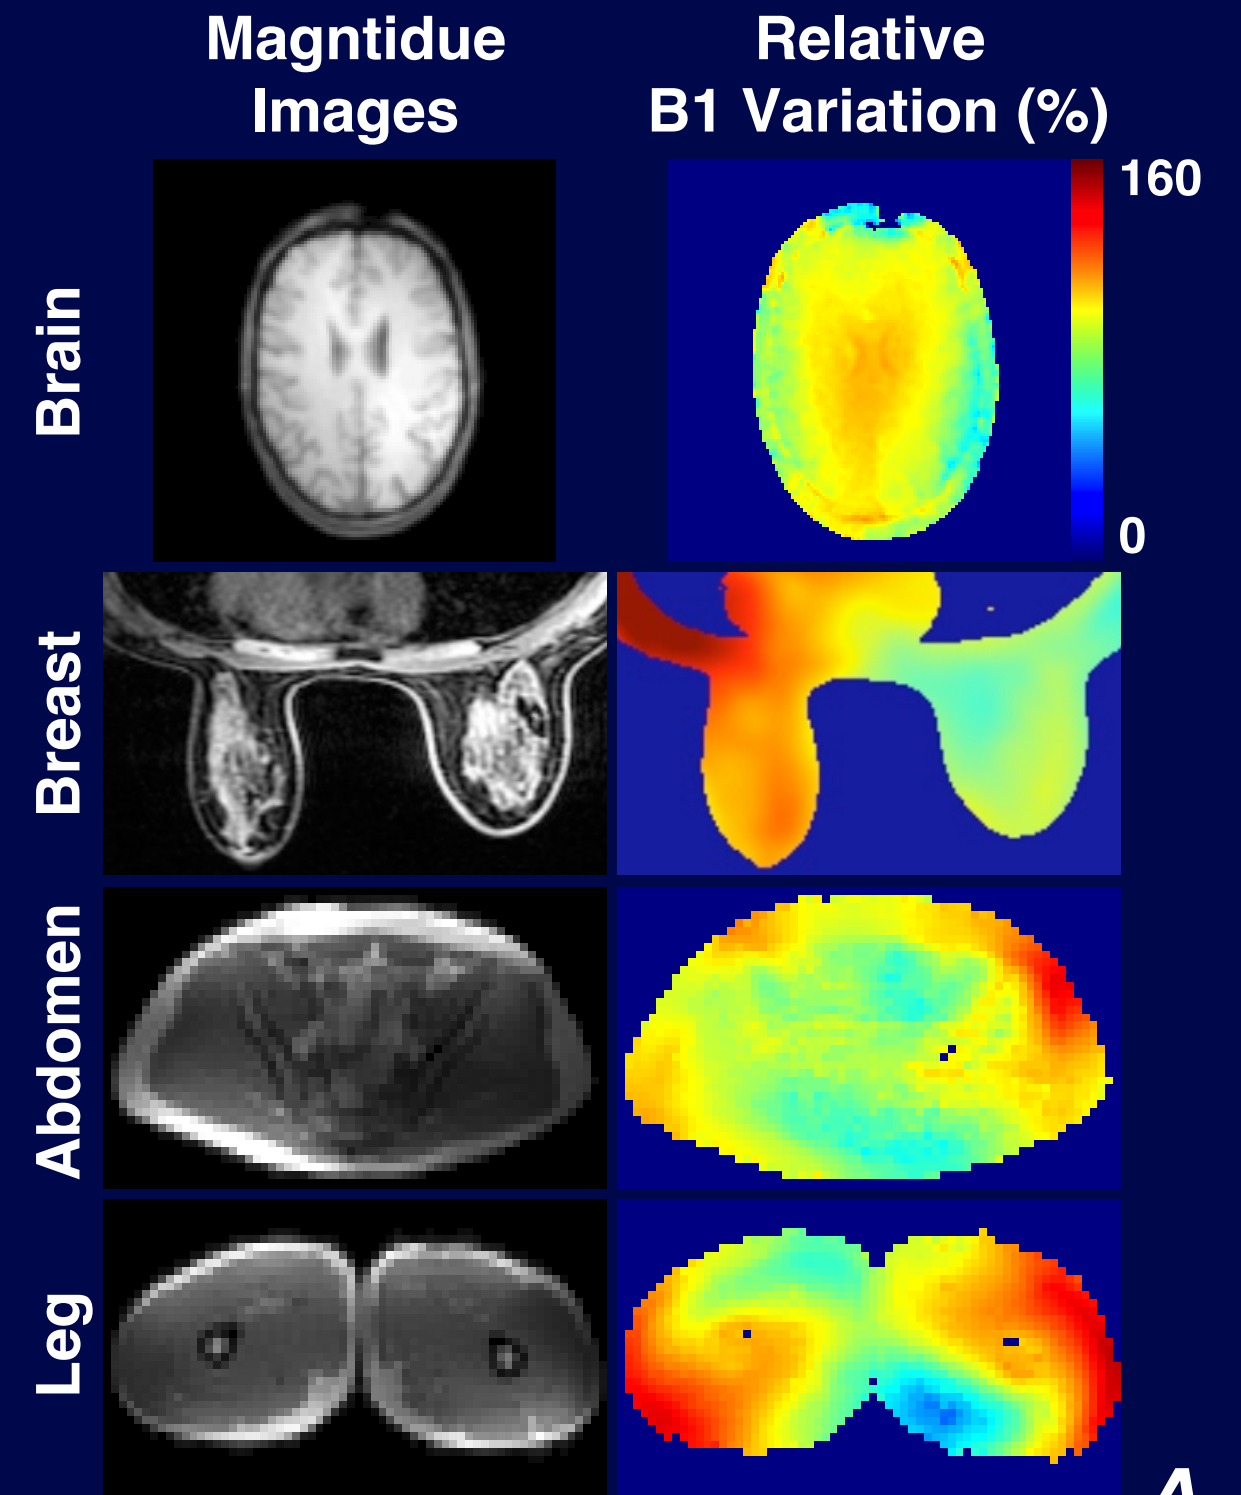 Magntidue
Images
Relative
B1 Variation (%)
160
0
Brain
Breast
Abdomen
Leg